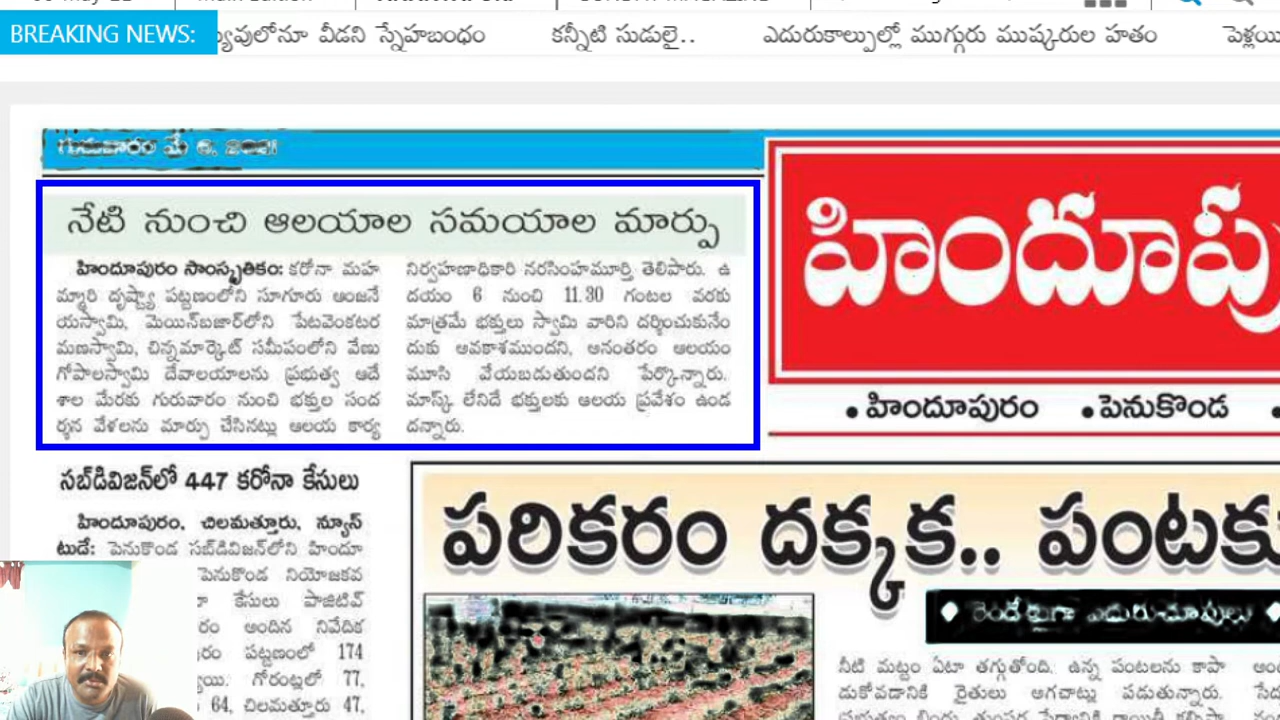 BREAKING NEWS: వీడని స్నేహబంధం కన్నీటి సుడులై.. ఎదురుకాల్పుల్లో ముగ్గురు ముష్కరుల హతం
గురువారం మే 6, 2021
నేటి నుంచి ఆలయాల సమయాల మార్పు
హిందూపురం సాంస్కృతికం: కరోనా మహ
మ్మారి దృష్ట్యా పట్టణంలోని సూగూరు ఆంజనే
యస్వామి, మెయిన్‌బజార్‌లోని పేటవెంకటర
మణస్వామి, చిన్నమార్కెట్ సమీపంలోని వేణు
గోపాలస్వామి దేవాలయాలను ప్రభుత్వ ఆదే
శాల మేరకు గురువారం నుంచి భక్తుల సంద
ర్శన వేళలను మార్పు చేసినట్లు ఆలయ కార్య
నిర్వహణాధికారి నరసింహమూర్తి తెలిపారు. ఉ
దయం 6 నుంచి 11.30 గంటల వరకు
మాత్రమే భక్తులు స్వామి వారిని దర్శించుకునేం
దుకు అవకాశముందని, అనంతరం ఆలయం
మూసి వేయబడుతుందని పేర్కొన్నారు.
మాస్క్ లేనిదే భక్తులకు ఆలయ ప్రవేశం ఉండ
దన్నారు.
•హిందూపురం •పెనుకొండ
సబ్‌డివిజన్‌లో 447 కరోనా కేసులు
హిందూపురం, చిలమత్తూరు, న్యూస్
టుడే: పెనుకొండ సబ్‌డివిజన్‌లోని హిందూ
పెనుకొండ నియోజకవ
కేసులు పాజిటివ్
అందిన నివేదిక
పట్టణంలో 174
గోరంట్లలో 77,
64, చిలమత్తూరు 47,
పరికరం దక్కక..
రెండేళ్లుగా ఎదురుచూపులు
నీటి మట్టం ఏటా తగ్గుతోంది. ఉన్న పంటలను కాపా
డుకోవడానికి రైతులు అగచాట్లు పడుతున్నారు.